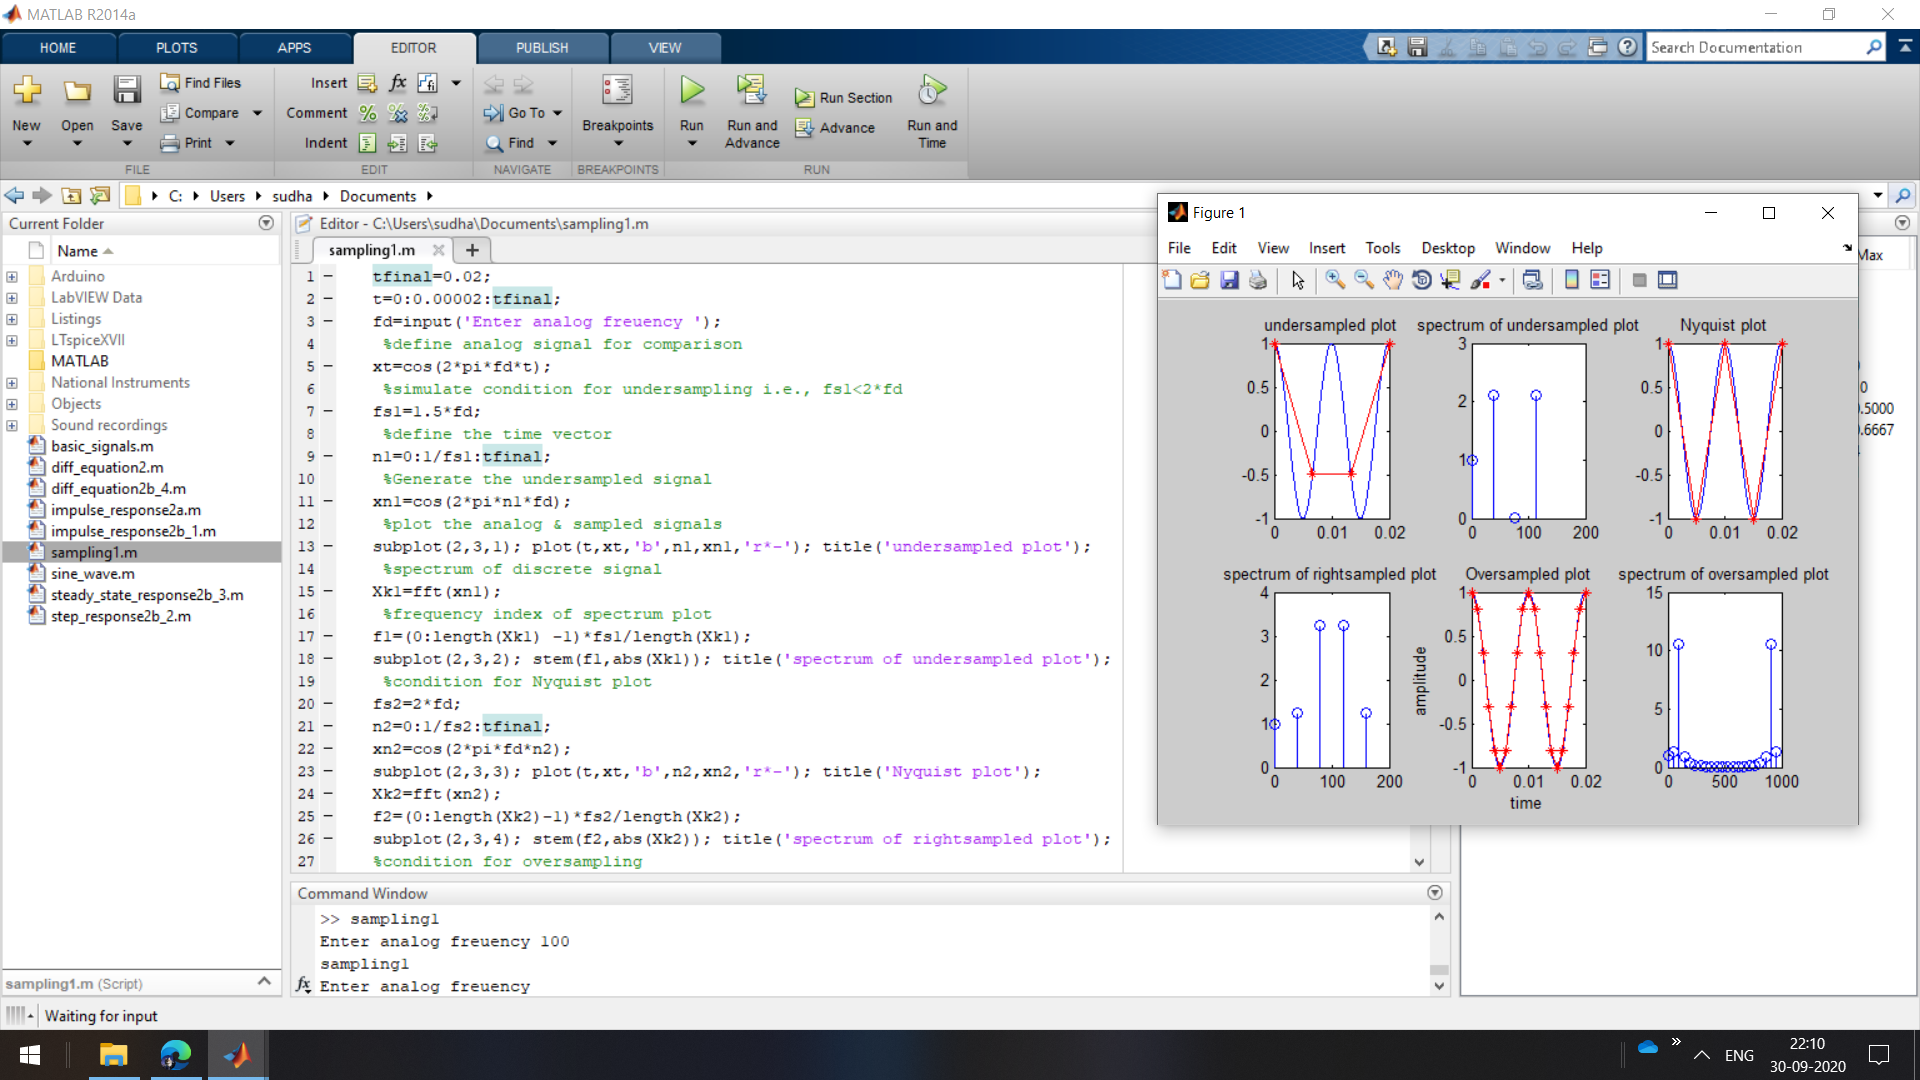 MATLAB R2014a
HOME PLOTS APPS EDITOR PUBLISH VIEW
Search Documentation
New Open Save
Find Files
Compare
Print
Insert
Comment
Indent
Go To
Find
Breakpoints
Run
Run and Advance
Run Section
Advance
Run and Time
FILE EDIT NAVIGATE BREAKPOINTS RUN
C: Users sudha Documents
Current Folder
Name
Arduino
LabVIEW Data
Listings
LTspiceXVII
MATLAB
National Instruments
Objects
Sound recordings
basic_signals.m
diff_equation2.m
diff_equation2b_4.m
impulse_response2a.m
impulse_response2b_1.m
sampling1.m
sine_wave.m
steady_state_response2b_3.m
step_response2b_2.m
sampling1.m (Script)
Editor - C:\Users\sudha\Documents\sampling1.m
sampling1.m
1 tfinal=0.02;
2 t=0:0.00002:tfinal;
3 fd=input('Enter analog freuency ');
4 %define analog signal for comparison
5 xt=cos(2*pi*fd*t);
6 %simulate condition for undersampling i.e., fs1<2*fd
7 fs1=1.5*fd;
8 %define the time vector
9 n1=0:1/fs1:tfinal;
10 %Generate the undersampled signal
11 xn1=cos(2*pi*n1*fd);
12 %plot the analog & sampled signals
13 subplot(2,3,1); plot(t,xt,'b',n1,xn1,'r*-'); title('undersampled plot');
14 %spectrum of discrete signal
15 Xk1=fft(xn1);
16 %frequency index of spectrum plot
17 f1=(0:length(Xk1) -1)*fs1/length(Xk1);
18 subplot(2,3,2); stem(f1,abs(Xk1)); title('spectrum of undersampled plot');
19 %condition for Nyquist plot
20 fs2=2*fd;
21 n2=0:1/fs2:tfinal;
22 xn2=cos(2*pi*fd*n2);
23 subplot(2,3,3); plot(t,xt,'b',n2,xn2,'r*-'); title('Nyquist plot');
24 Xk2=fft(xn2);
25 f2=(0:length(Xk2)-1)*fs2/length(Xk2);
26 subplot(2,3,4); stem(f2,abs(Xk2)); title('spectrum of rightsampled plot');
27 %condition for oversampling
Command Window
>> sampling1
Enter analog freuency 100
sampling1
fx Enter analog freuency
Figure 1
File Edit View Insert Tools Desktop Window Help
undersampled plot
1
0.5
0
-0.5
-1
0 0.01 0.02
spectrum of undersampled plot
3
2
1
0
0 100 200
Nyquist plot
1
0.5
0
-0.5
-1
0 0.01 0.02
spectrum of rightsampled plot
4
3
2
1
0
0 100 200
Oversampled plot
1
0.5
0
-0.5
-1
0 0.01 0.02
amplitude
time
spectrum of oversampled plot
15
10
5
0
0 500 1000
Max
0
.5000
.6667
Waiting for input
ENG
22:10
30-09-2020